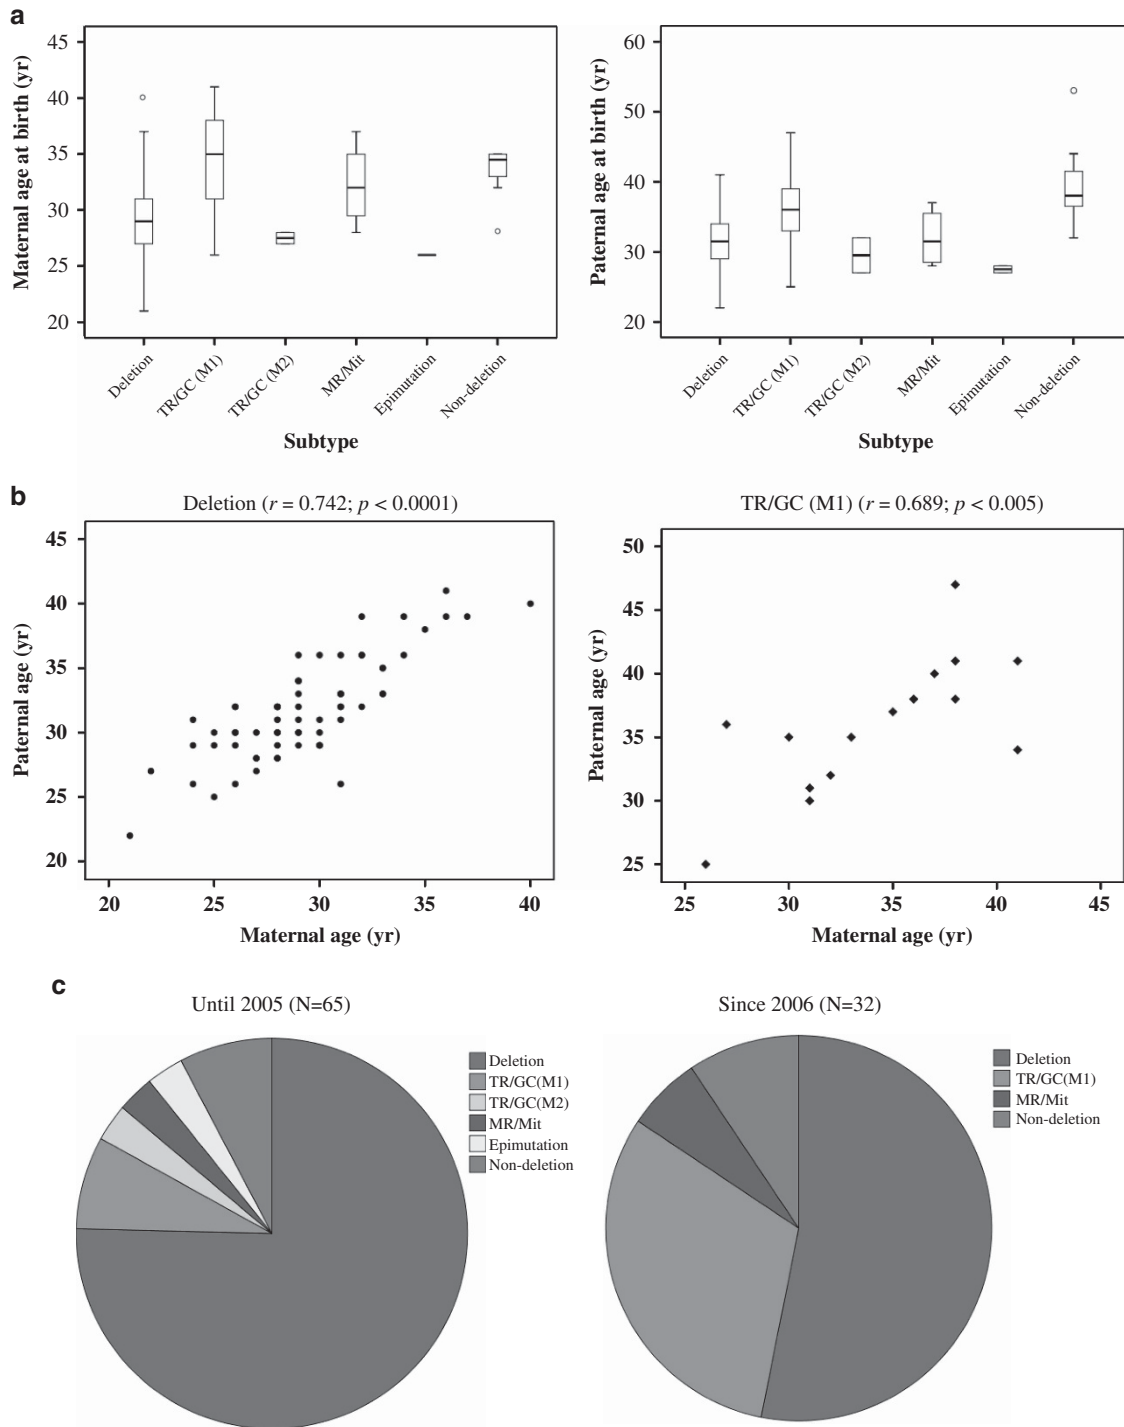 a
Maternal age at birth (yr)
45
40
35
30
25
20
Deletion
TR/GC (M1)
TR/GC (M2)
MR/Mit
Epimutation
Non-deletion
Subtype
Paternal age at birth (yr)
60
50
40
30
20
Deletion
TR/GC (M1)
TR/GC (M2)
MR/Mit
Epimutation
Non-deletion
Subtype
b
Deletion (r = 0.742; p < 0.0001)
Paternal age (yr)
45
40
35
30
25
20
20 25 30 35 40
Maternal age (yr)
TR/GC (M1) (r = 0.689; p < 0.005)
Paternal age (yr)
50
45
40
35
30
25
25 30 35 40 45
Maternal age (yr)
c
Until 2005 (N=65)
Deletion
TR/GC(M1)
TR/GC(M2)
MR/Mit
Epimutation
Non-deletion
Since 2006 (N=32)
Deletion
TR/GC(M1)
MR/Mit
Non-deletion